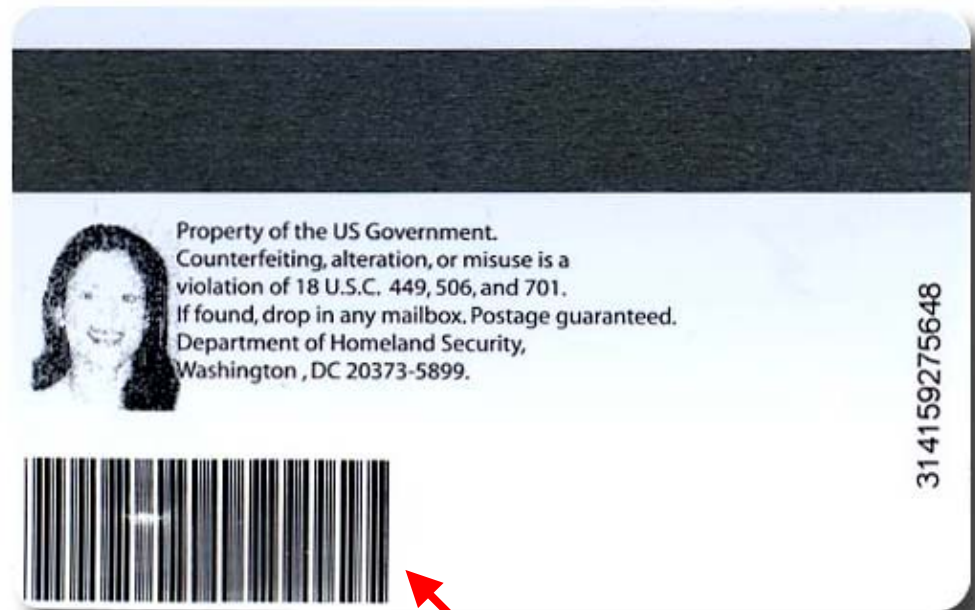 Property of the US Government.
Counterfeiting, alteration, or misuse is a
violation of 18 U.S.C. 449, 506, and 701.
If found, drop in any mailbox. Postage guaranteed.
Department of Homeland Security,
Washington , DC 20373-5899.
314159275648